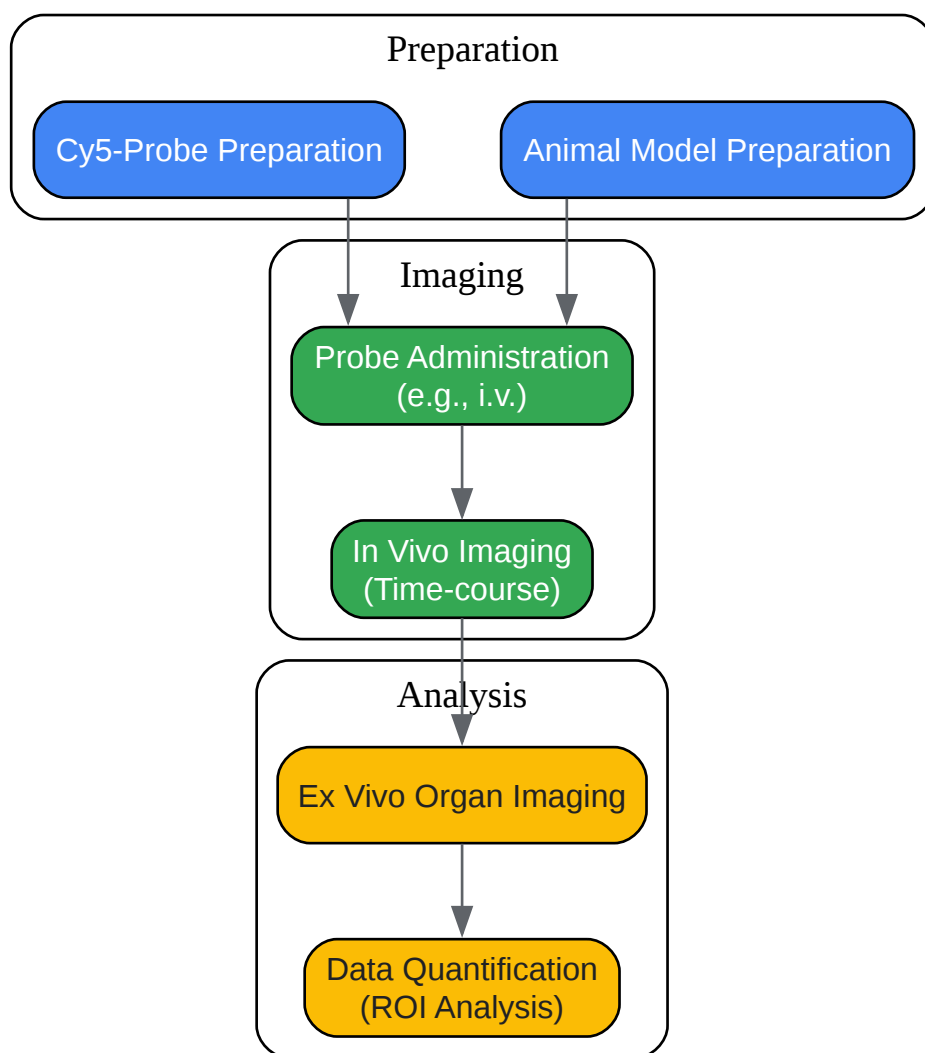 Preparation
Cy5-Probe Preparation
Animal Model Preparation
Imaging
Probe Administration
(e.g., i.v.)
In Vivo Imaging
(Time-course)
Analysis
Ex Vivo Organ Imaging
Data Quantification
(ROI Analysis)